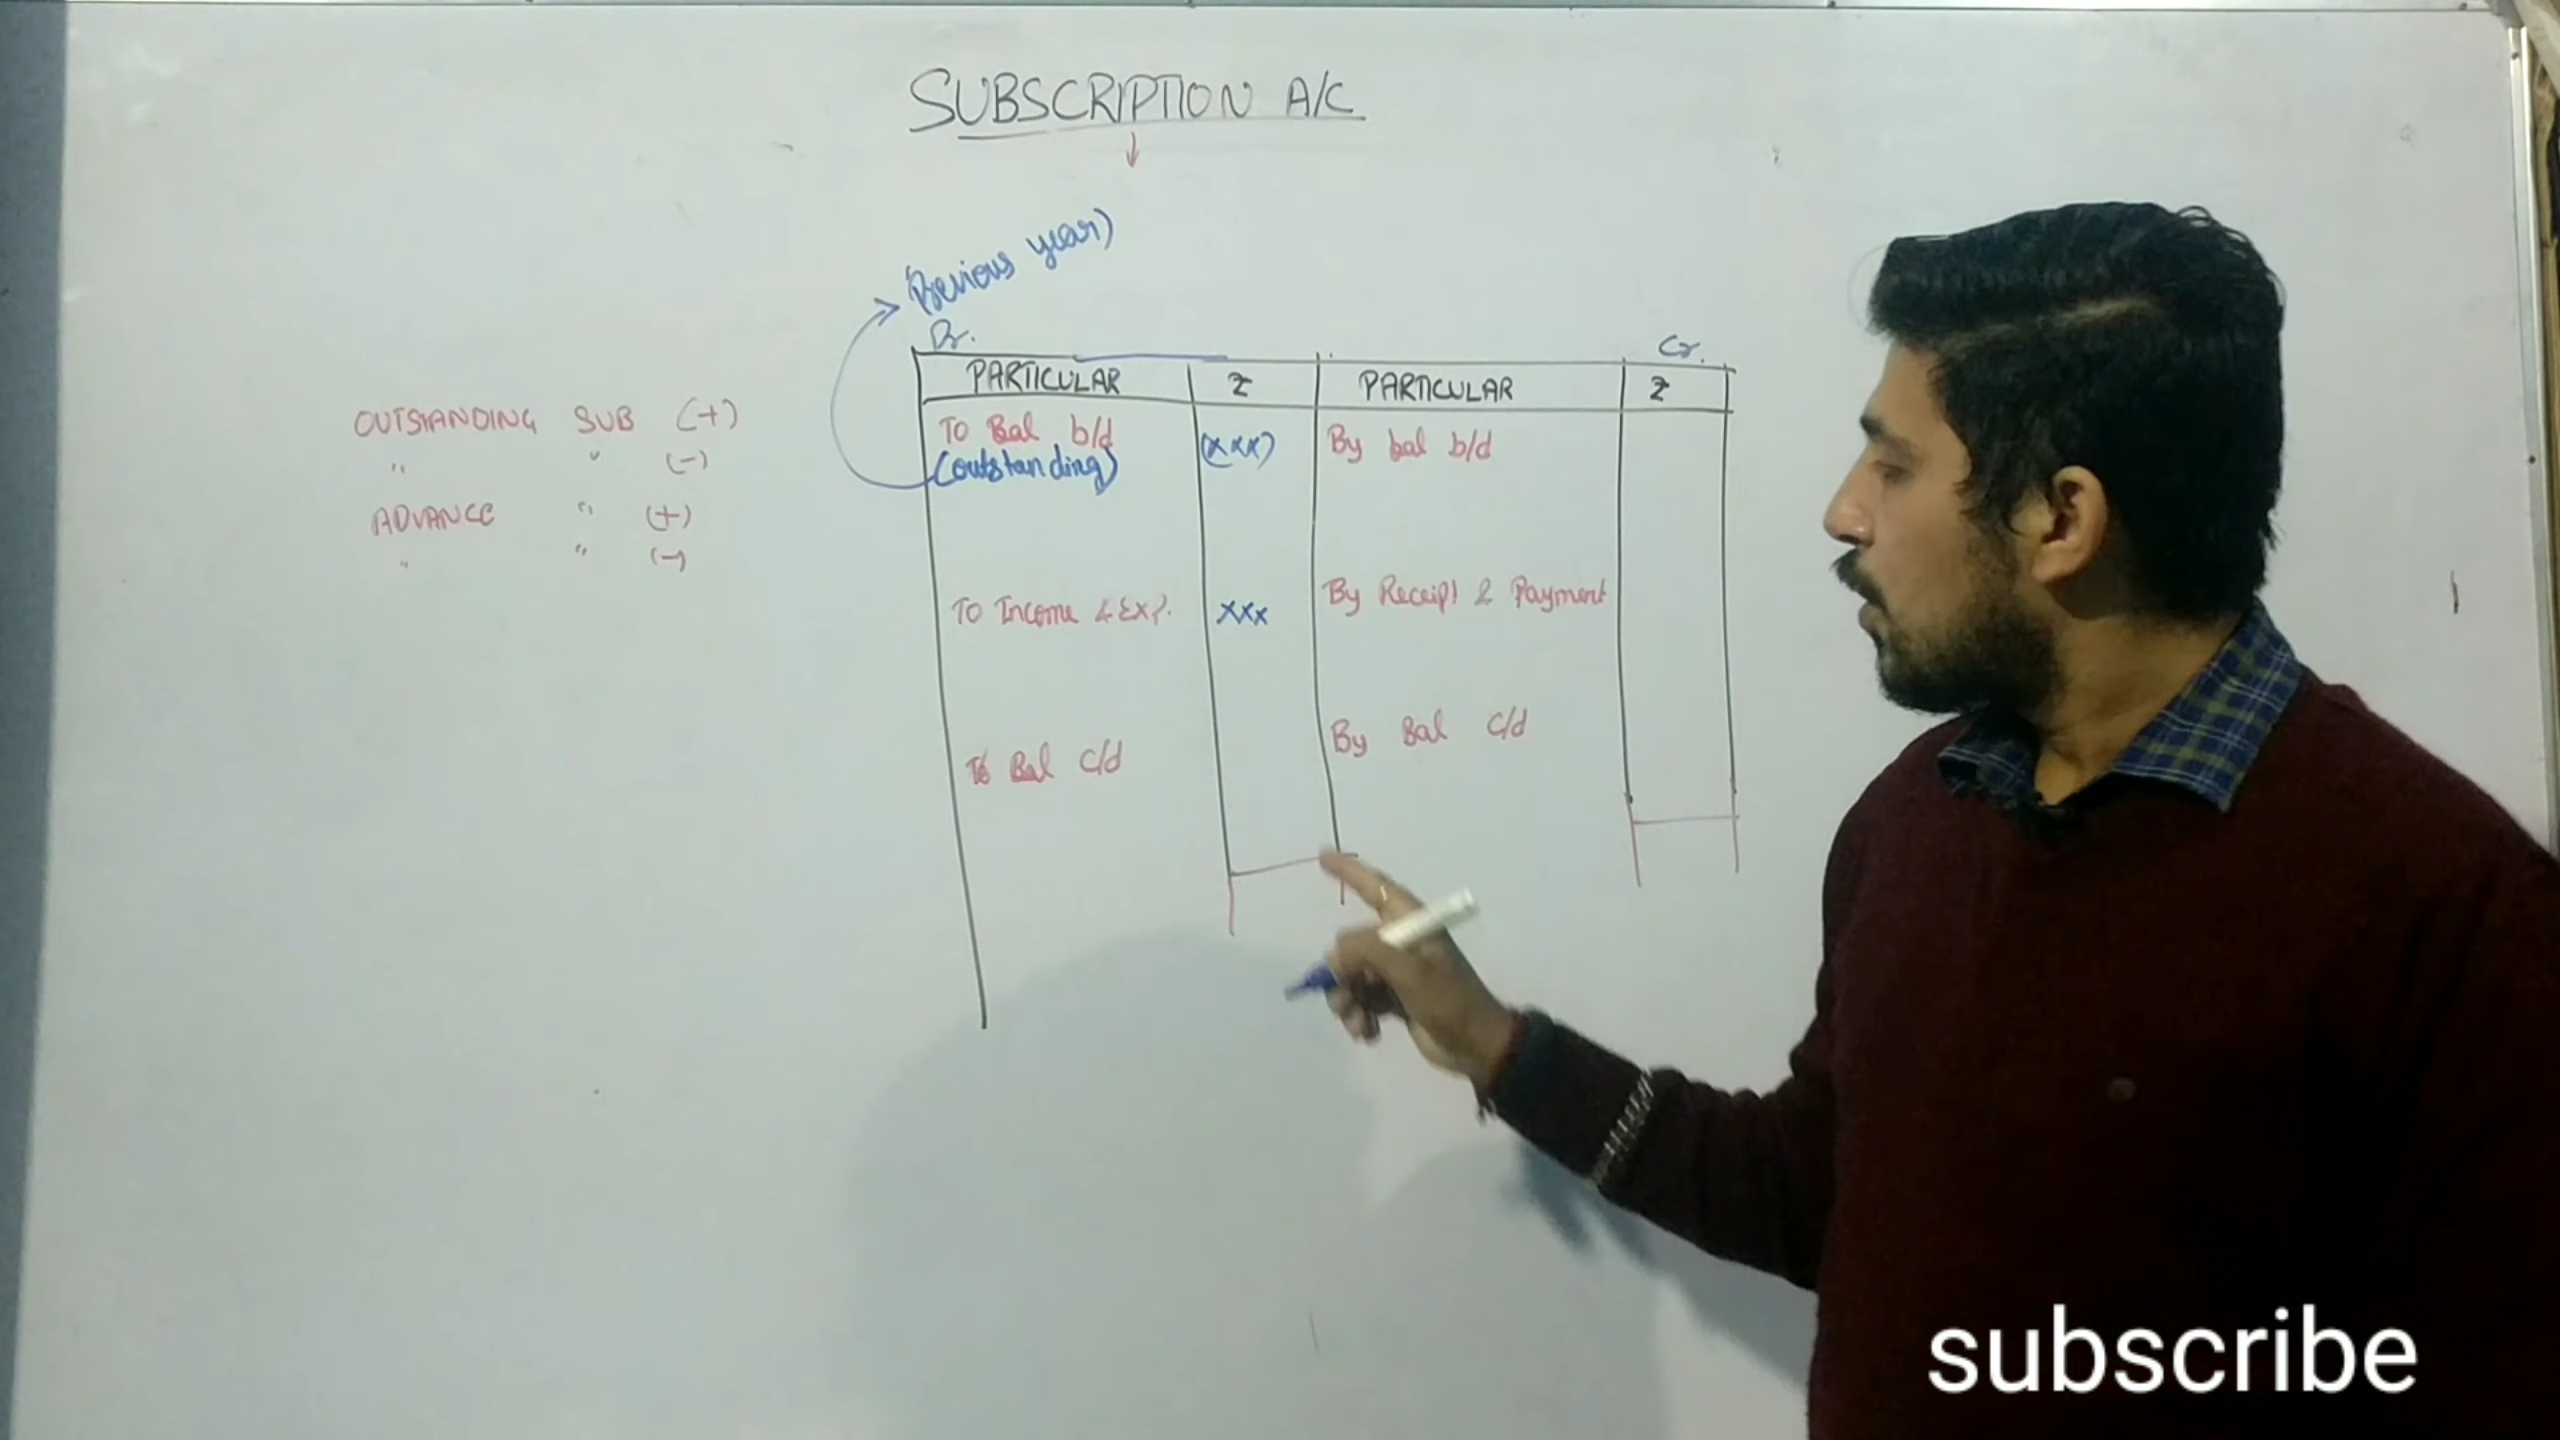 SUBSCRIPTION A/C
↓
(Previous year)
Dr. Cr.
PARTICULAR ₹ PARTICULAR ₹
To Bal b/d (xxx) By bal b/d
(outstanding)
To Income & Exp. xxx By Receipt & Payment
To Bal c/d By Bal c/d
OUTSTANDING SUB (+)
" " (-)
ADVANCE " (+)
" " (-)
subscribe